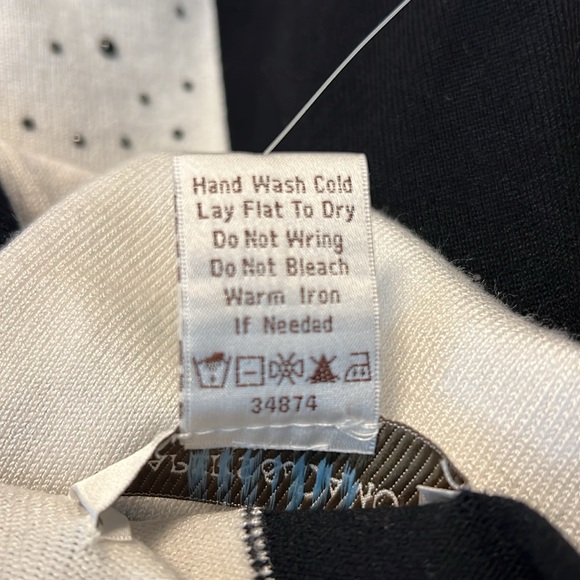 Hand Wash Cold
Lay Flat To Dry
Do Not Wring
Do Not Bleach
Warm Iron
If Needed
34874